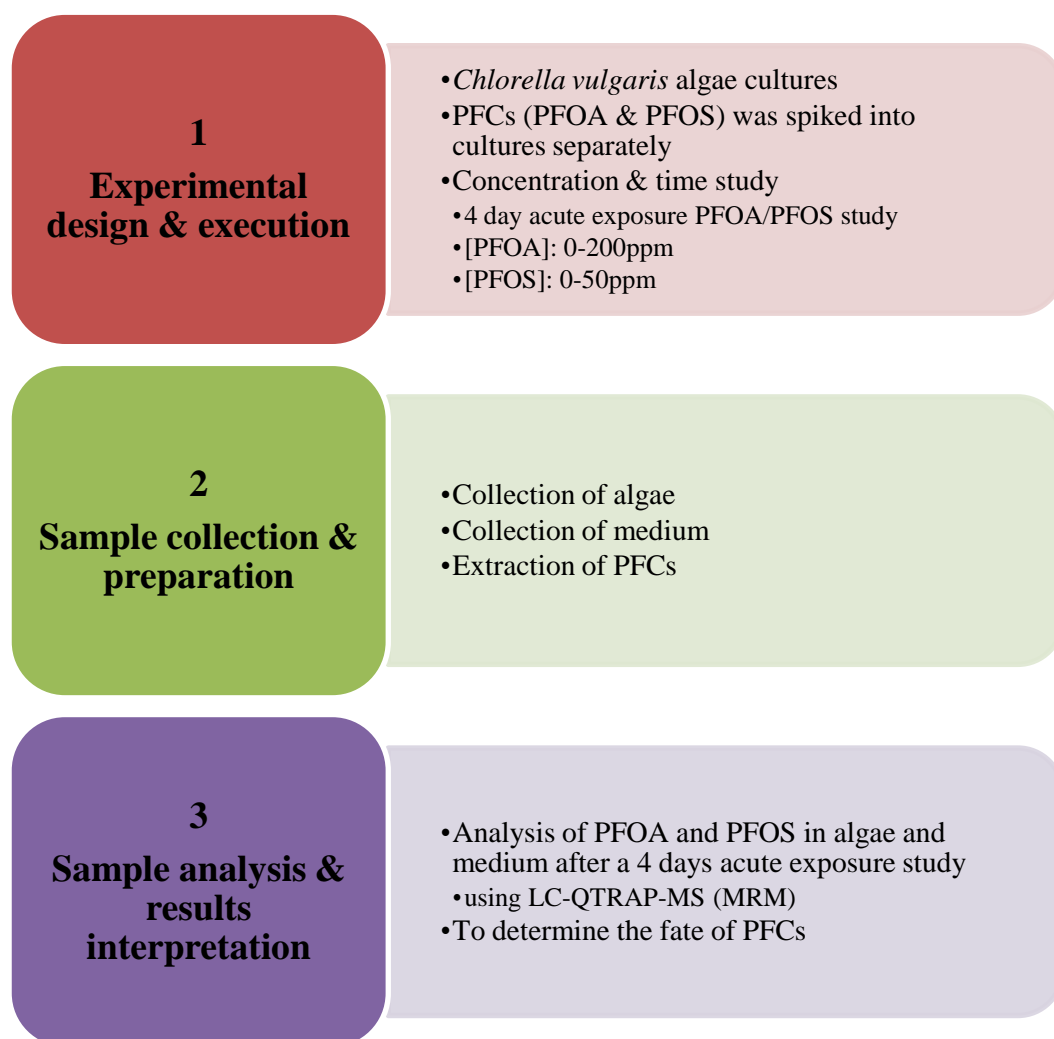 1
Experimental
design & execution
•Chlorella vulgaris algae cultures
•PFCs (PFOA & PFOS) was spiked into
cultures separately
•Concentration & time study
•4 day acute exposure PFOA/PFOS study
•[PFOA]: 0-200ppm
•[PFOS]: 0-50ppm
2
Sample collection &
preparation
•Collection of algae
•Collection of medium
•Extraction of PFCs
3
Sample analysis &
results
interpretation
•Analysis of PFOA and PFOS in algae and
medium after a 4 days acute exposure study
•using LC-QTRAP-MS (MRM)
•To determine the fate of PFCs